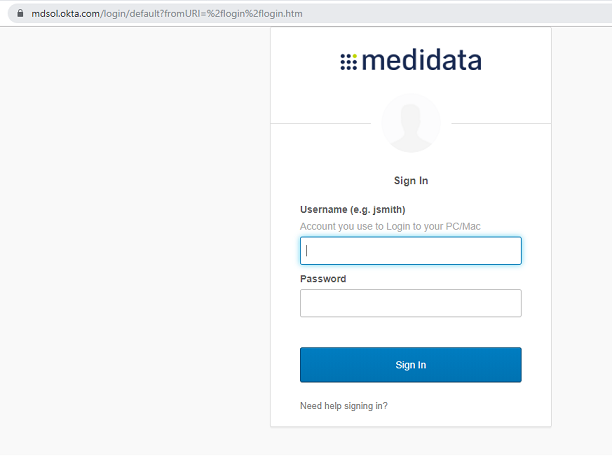 mdsol.okta.com/login/default?fromURI=%2flogin%2flogin.htm
medidata
Sign In
Username (e.g. jsmith)
Account you use to Login to your PC/Mac
Password
Sign In
Need help signing in?